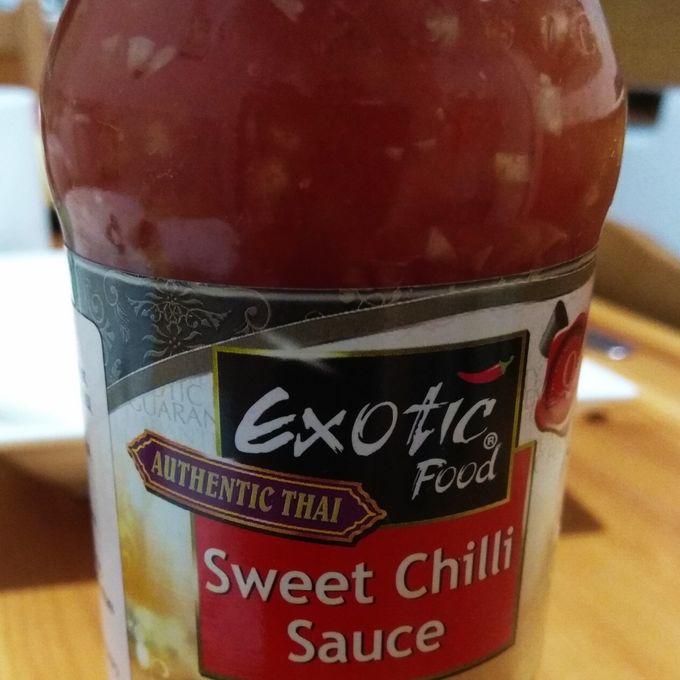 Exotic
Food®
AUTHENTIC THAI
Sweet Chilli
Sauce